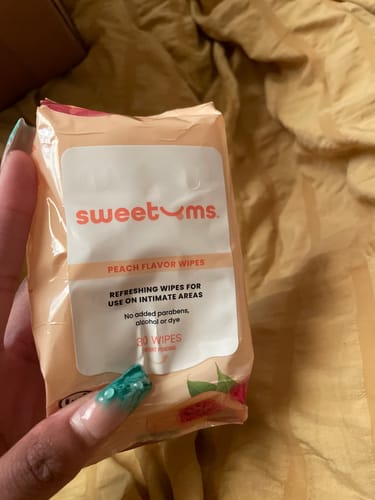 sweetums
PEACH FLAVOR WIPES
REFRESHING WIPES FOR
USE ON INTIMATE AREAS
No added parabens,
alcohol or dye
30 WIPES